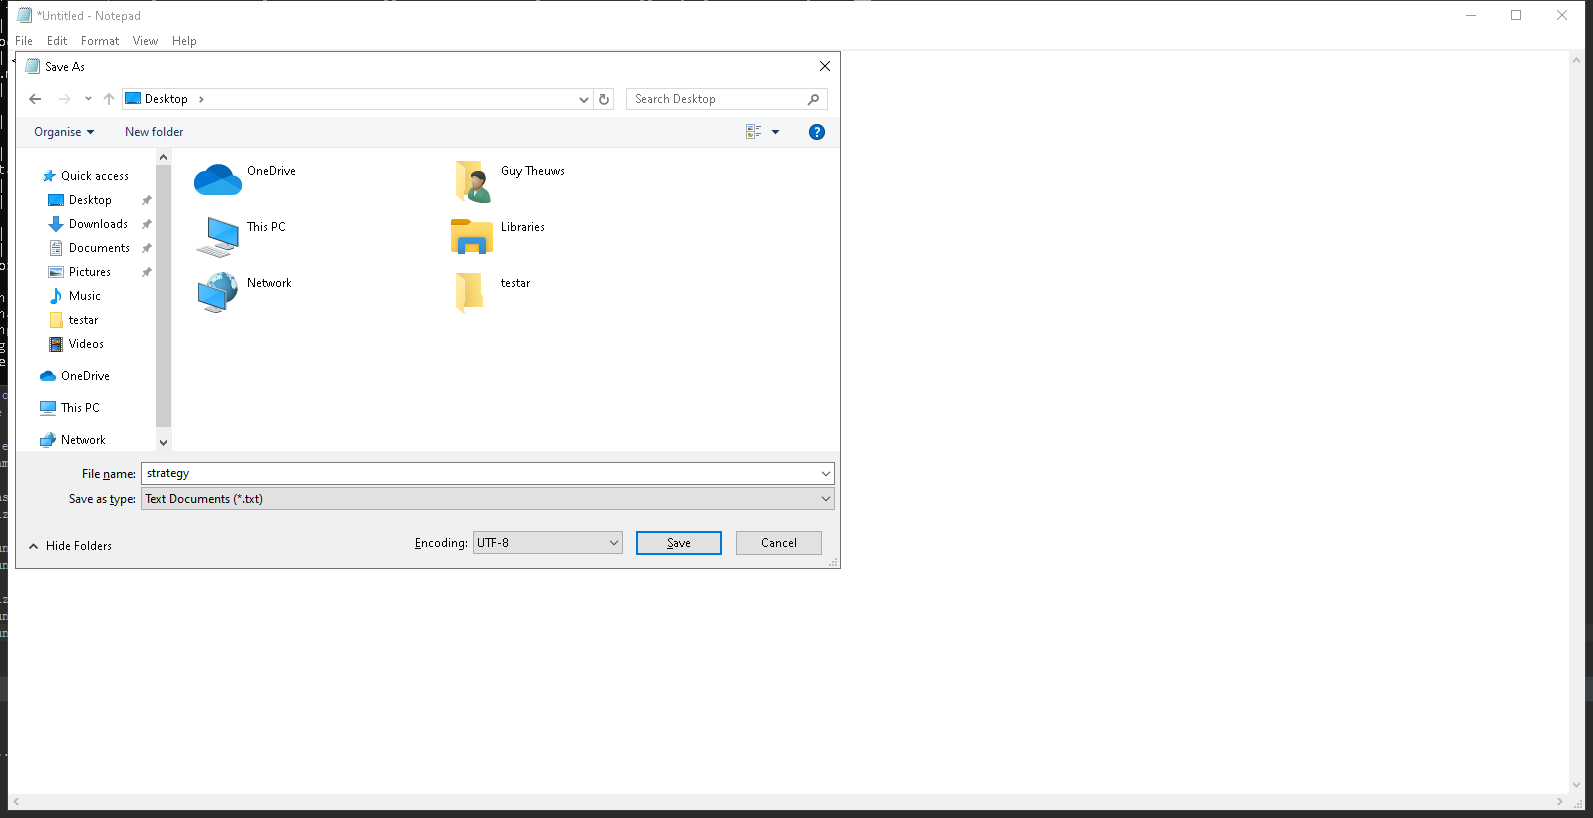 *Untitled - Notepad
File Edit Format View Help
Save As
Desktop
Search Desktop
Organise
New folder
Quick access
Desktop
Downloads
Documents
Pictures
Music
testar
Videos
OneDrive
This PC
Network
OneDrive
Guy Theuws
This PC
Libraries
Network
testar
File name: strategy
Save as type: Text Documents (*.txt)
Hide Folders
Encoding: UTF-8
Save
Cancel